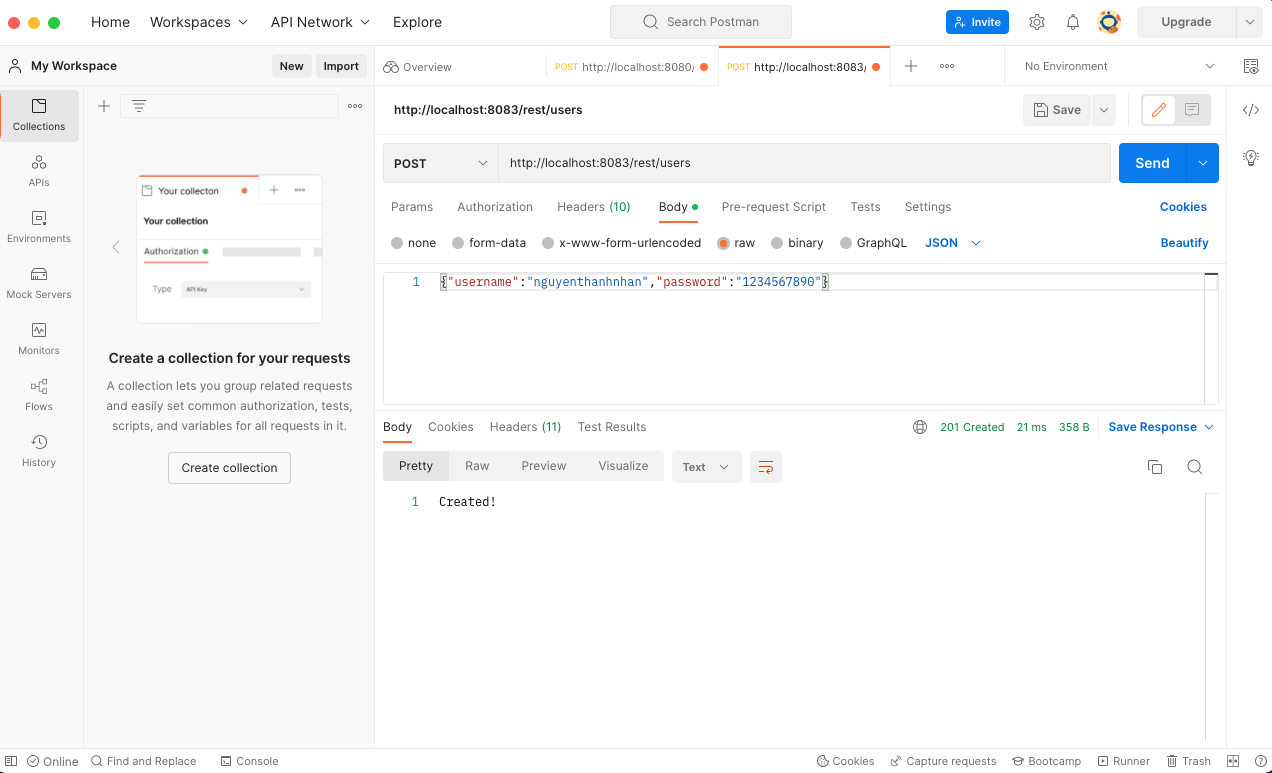 Home Workspaces API Network Explore Search Postman Invite Upgrade
My Workspace New Import
Overview POST http://localhost:8080/ POST http://localhost:8083/ No Environment
Collections
APIs
Environments
Mock Servers
Monitors
Flows
History
Your collecton
Your collection
Authorization
Type API Key
Create a collection for your requests
A collection lets you group related requests
and easily set common authorization, tests,
scripts, and variables for all requests in it.
Create collection
http://localhost:8083/rest/users Save
POST http://localhost:8083/rest/users Send
Params Authorization Headers (10) Body Pre-request Script Tests Settings Cookies
none form-data x-www-form-urlencoded raw binary GraphQL JSON Beautify
1 {"username":"nguyenthanhnhan","password":"1234567890"}
Body Cookies Headers (11) Test Results 201 Created 21 ms 358 B Save Response
Pretty Raw Preview Visualize Text
1 Created!
Online Find and Replace Console Cookies Capture requests Bootcamp Runner Trash